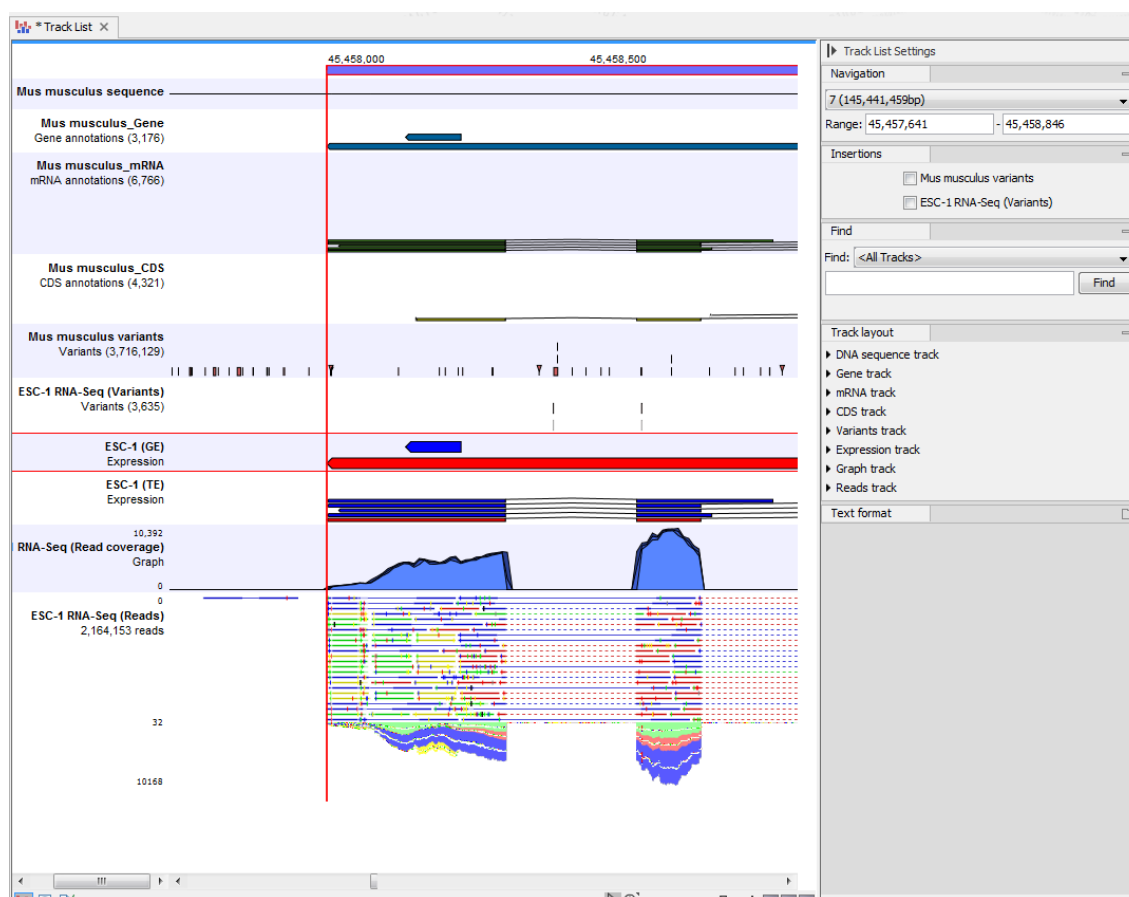 * Track List
45,458,000
45,458,500
Mus musculus sequence
Mus musculus_Gene
Gene annotations (3,176)
Mus musculus_mRNA
mRNA annotations (6,766)
Mus musculus_CDS
CDS annotations (4,321)
Mus musculus variants
Variants (3,716,129)
ESC-1 RNA-Seq (Variants)
Variants (3,635)
ESC-1 (GE)
Expression
ESC-1 (TE)
Expression
10,392
RNA-Seq (Read coverage)
Graph
0
0
ESC-1 RNA-Seq (Reads)
2,164,153 reads
32
10168
Track List Settings
Navigation
7 (145,441,459bp)
Range: 45,457,641 - 45,458,846
Insertions
Mus musculus variants
ESC-1 RNA-Seq (Variants)
Find
Find: <All Tracks>
Find
Track layout
DNA sequence track
Gene track
mRNA track
CDS track
Variants track
Expression track
Graph track
Reads track
Text format